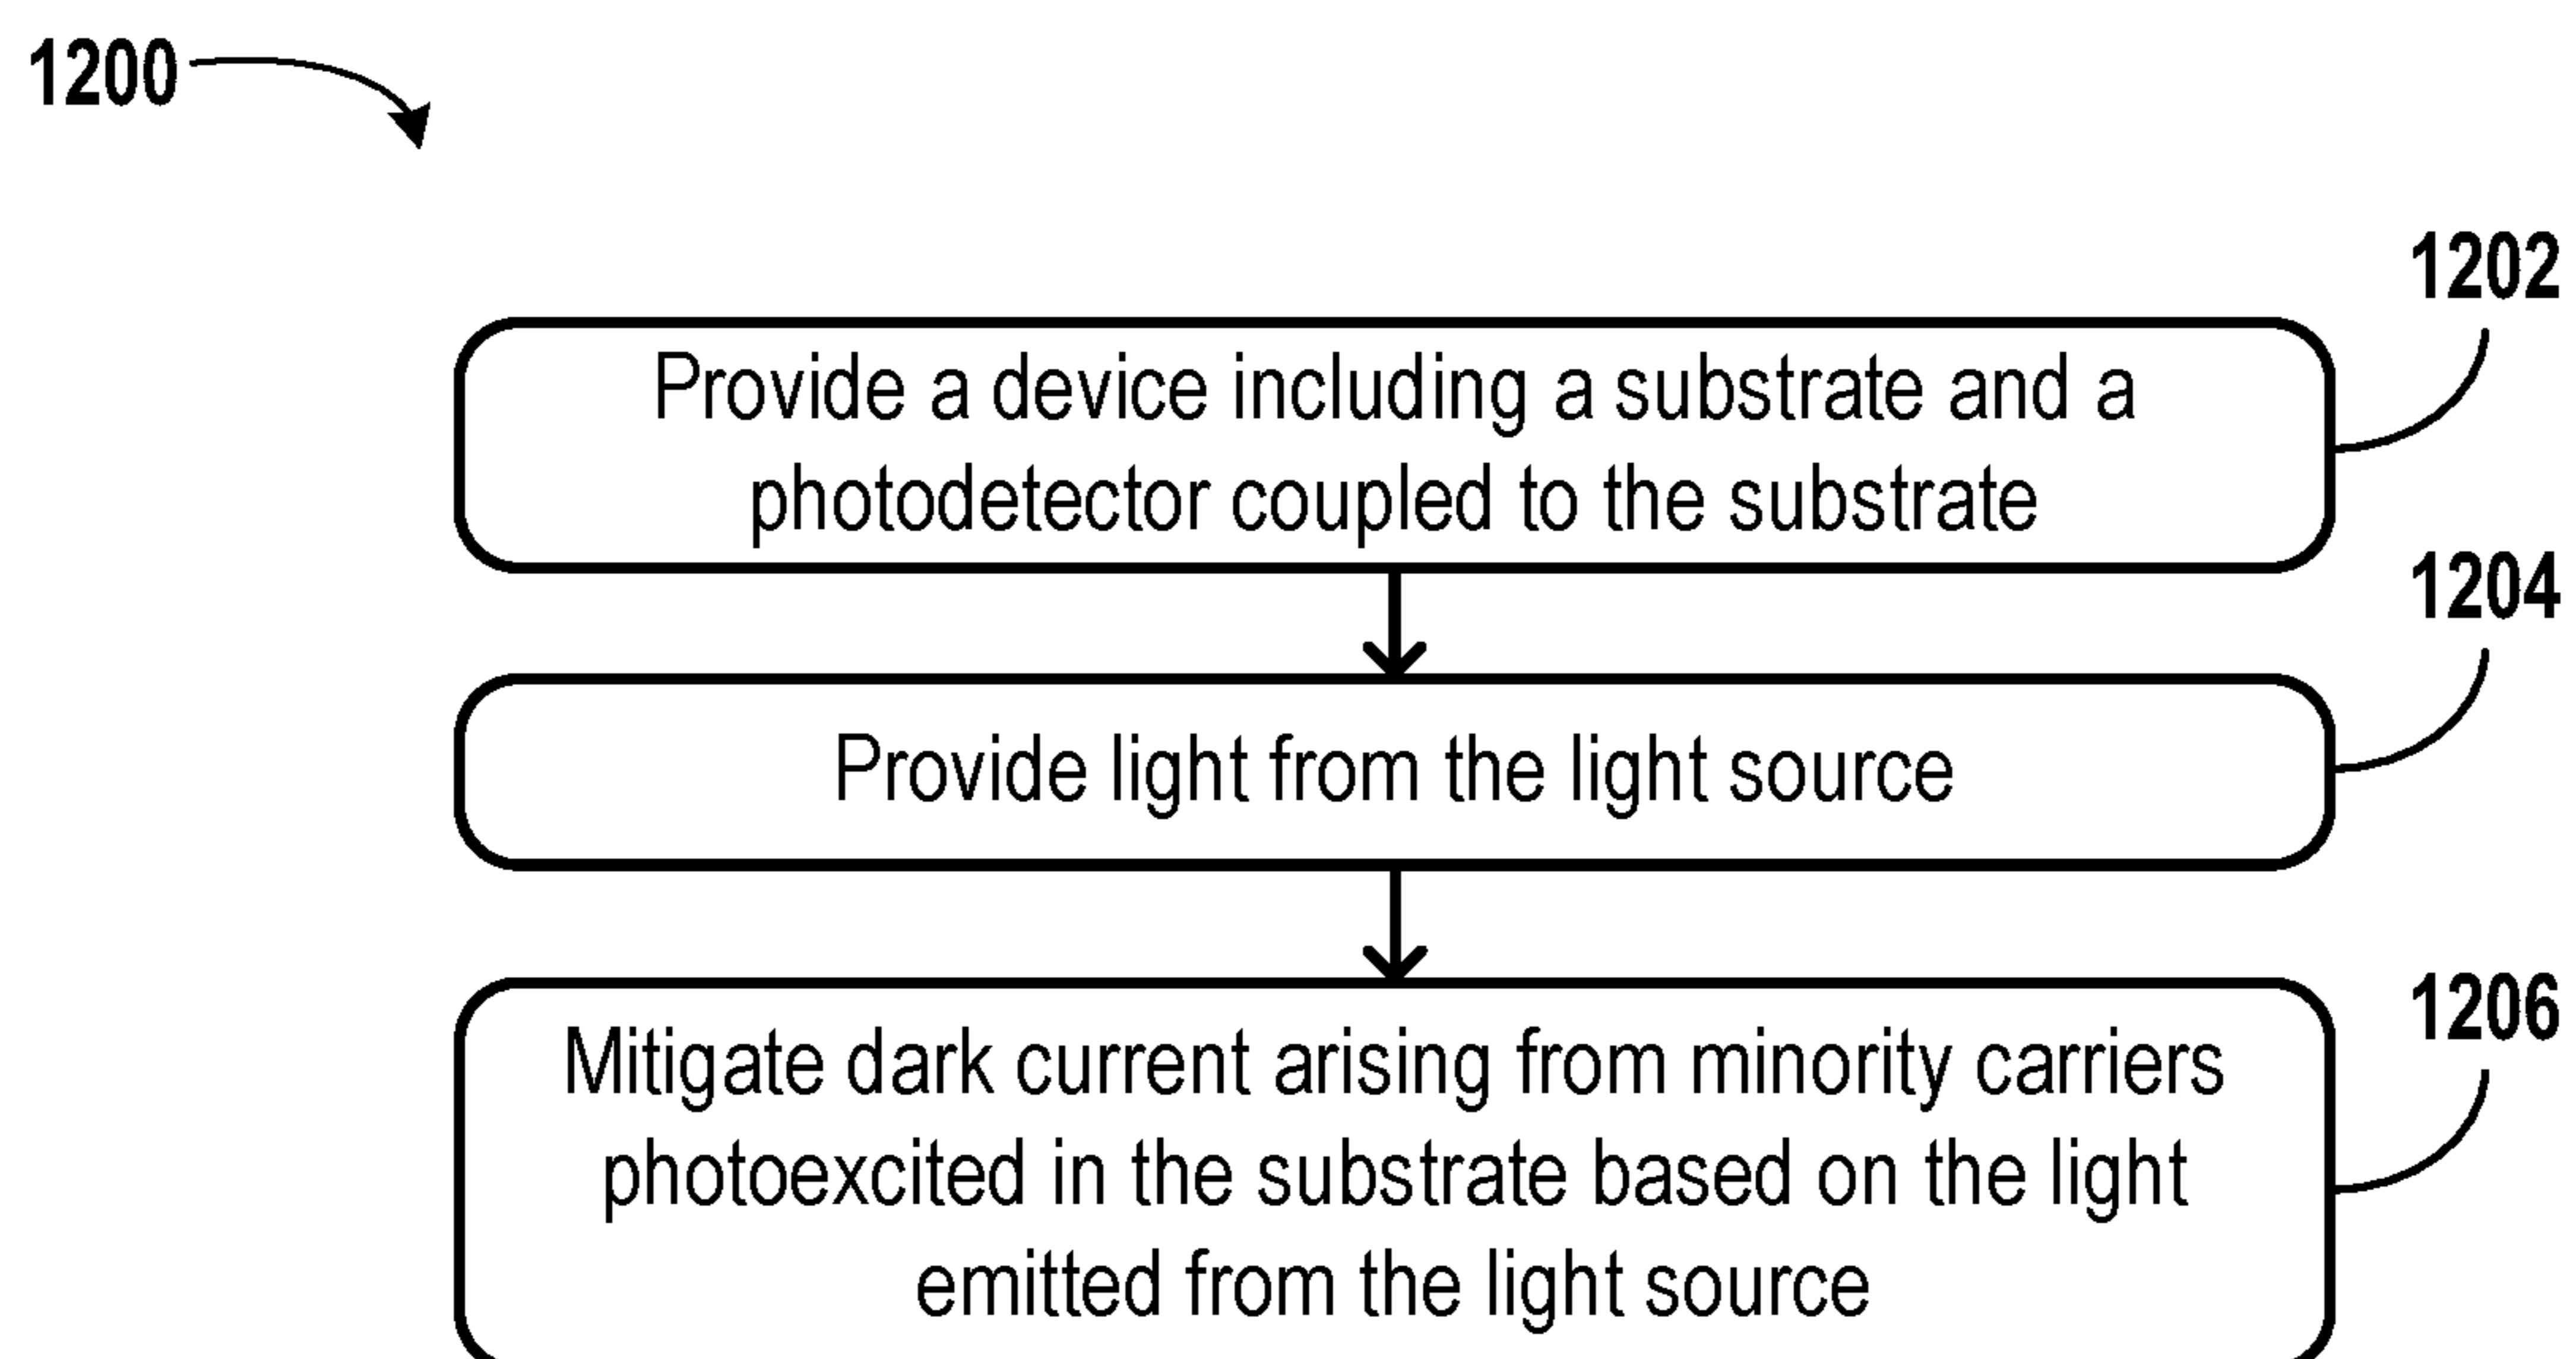 1200
1202
Provide a device including a substrate and a
photodetector coupled to the substrate
1204
Provide light from the light source
1206
Mitigate dark current arising from minority carriers
photoexcited in the substrate based on the light
emitted from the light source